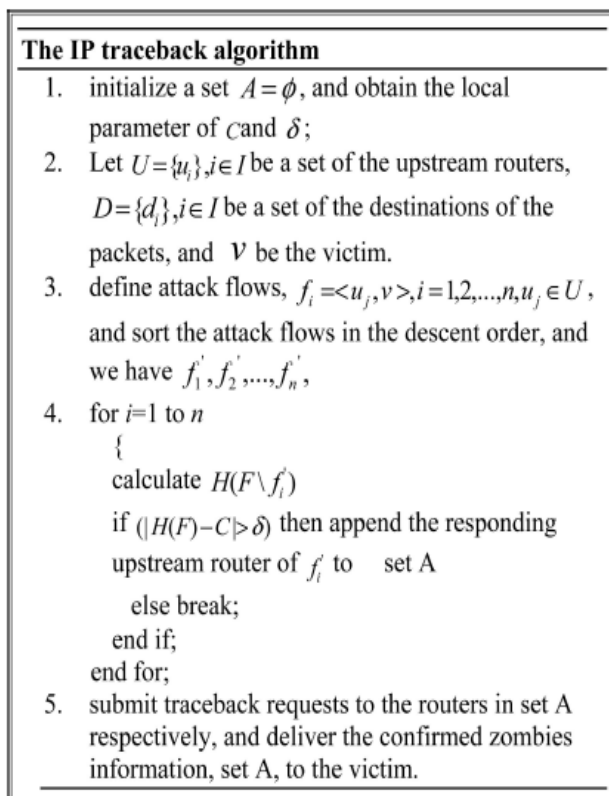 The IP traceback algorithm
1. initialize a set A=ϕ, and obtain the local
parameter of C and δ;
2. Let U={u_i},i∈I be a set of the upstream routers,
D={d_i},i∈I be a set of the destinations of the
packets, and v be the victim.
3. define attack flows, f_i=<u_j,v>,i=1,2,...,n,u_j∈U,
and sort the attack flows in the descent order, and
we have f_1',f_2',...,f_n',
4. for i=1 to n
{
calculate H(F\f_i')
if (|H(F)−C|>δ) then append the responding
upstream router of f_i' to set A
else break;
end if;
end for;
5. submit traceback requests to the routers in set A
respectively, and deliver the confirmed zombies
information, set A, to the victim.